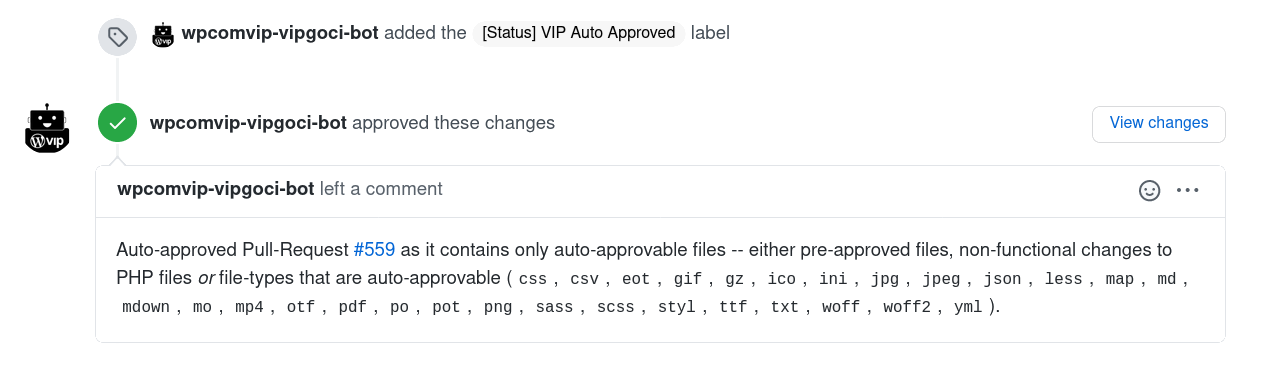 wpcomvip-vipgoci-bot added the [Status] VIP Auto Approved label
wpcomvip-vipgoci-bot approved these changes
View changes
W vip
wpcomvip-vipgoci-bot left a comment
Auto-approved Pull-Request #559 as it contains only auto-approvable files -- either pre-approved files, non-functional changes to
PHP files or file-types that are auto-approvable ( css , csv , eot , gif , gz , ico , ini , jpg , jpeg , json , less , map , md ,
mdown , mo , mp4 , otf , pdf , po , pot , png , sass , scss , styl , ttf , txt , woff , woff2 , yml ).